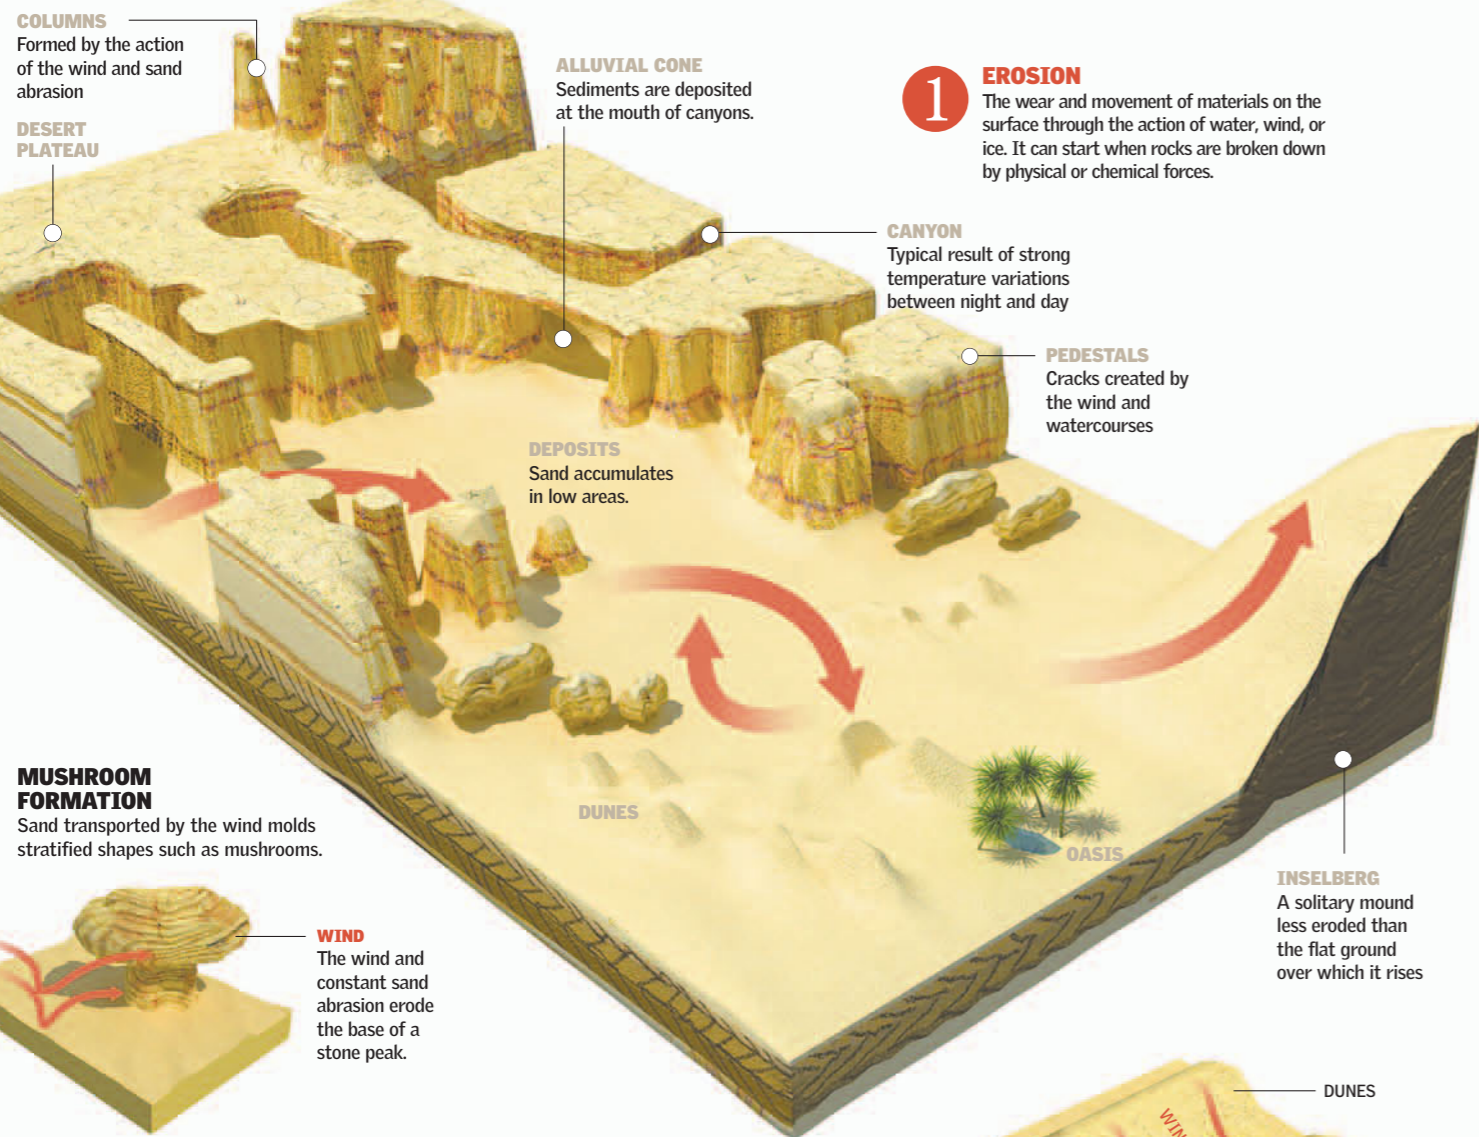 COLUMNS
Formed by the action
of the wind and sand
abrasion
DESERT
PLATEAU
ALLUVIAL CONE
Sediments are deposited
at the mouth of canyons.
1
EROSION
The wear and movement of materials on the
surface through the action of water, wind, or
ice. It can start when rocks are broken down
by physical or chemical forces.
CANYON
Typical result of strong
temperature variations
between night and day
PEDESTALS
Cracks created by
the wind and
watercourses
DEPOSITS
Sand accumulates
in low areas.
DUNES
OASIS
INSELBERG
A solitary mound
less eroded than
the flat ground
over which it rises
MUSHROOM
FORMATION
Sand transported by the wind molds
stratified shapes such as mushrooms.
WIND
The wind and
constant sand
abrasion erode
the base of a
stone peak.
DUNES